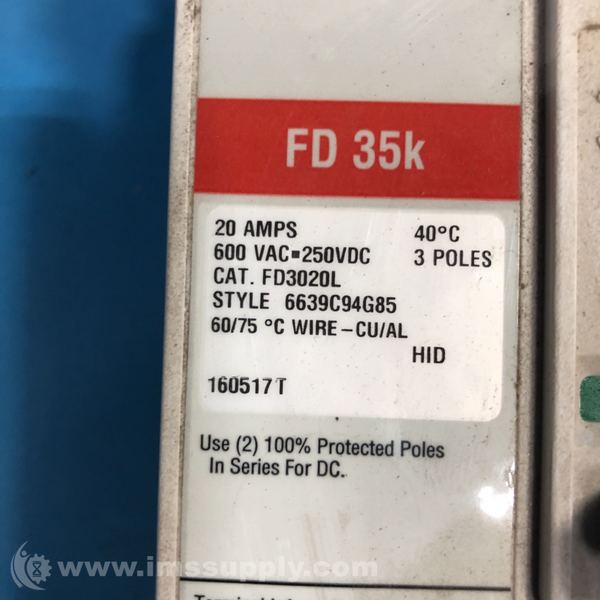 FD 35k
20 AMPS 40°C
600 VAC=250VDC 3 POLES
CAT. FD3020L
STYLE 6639C94G85
60/75 °C WIRE-CU/AL
HID
160517T
Use (2) 100% Protected Poles
In Series For DC.
www.imssupply.com